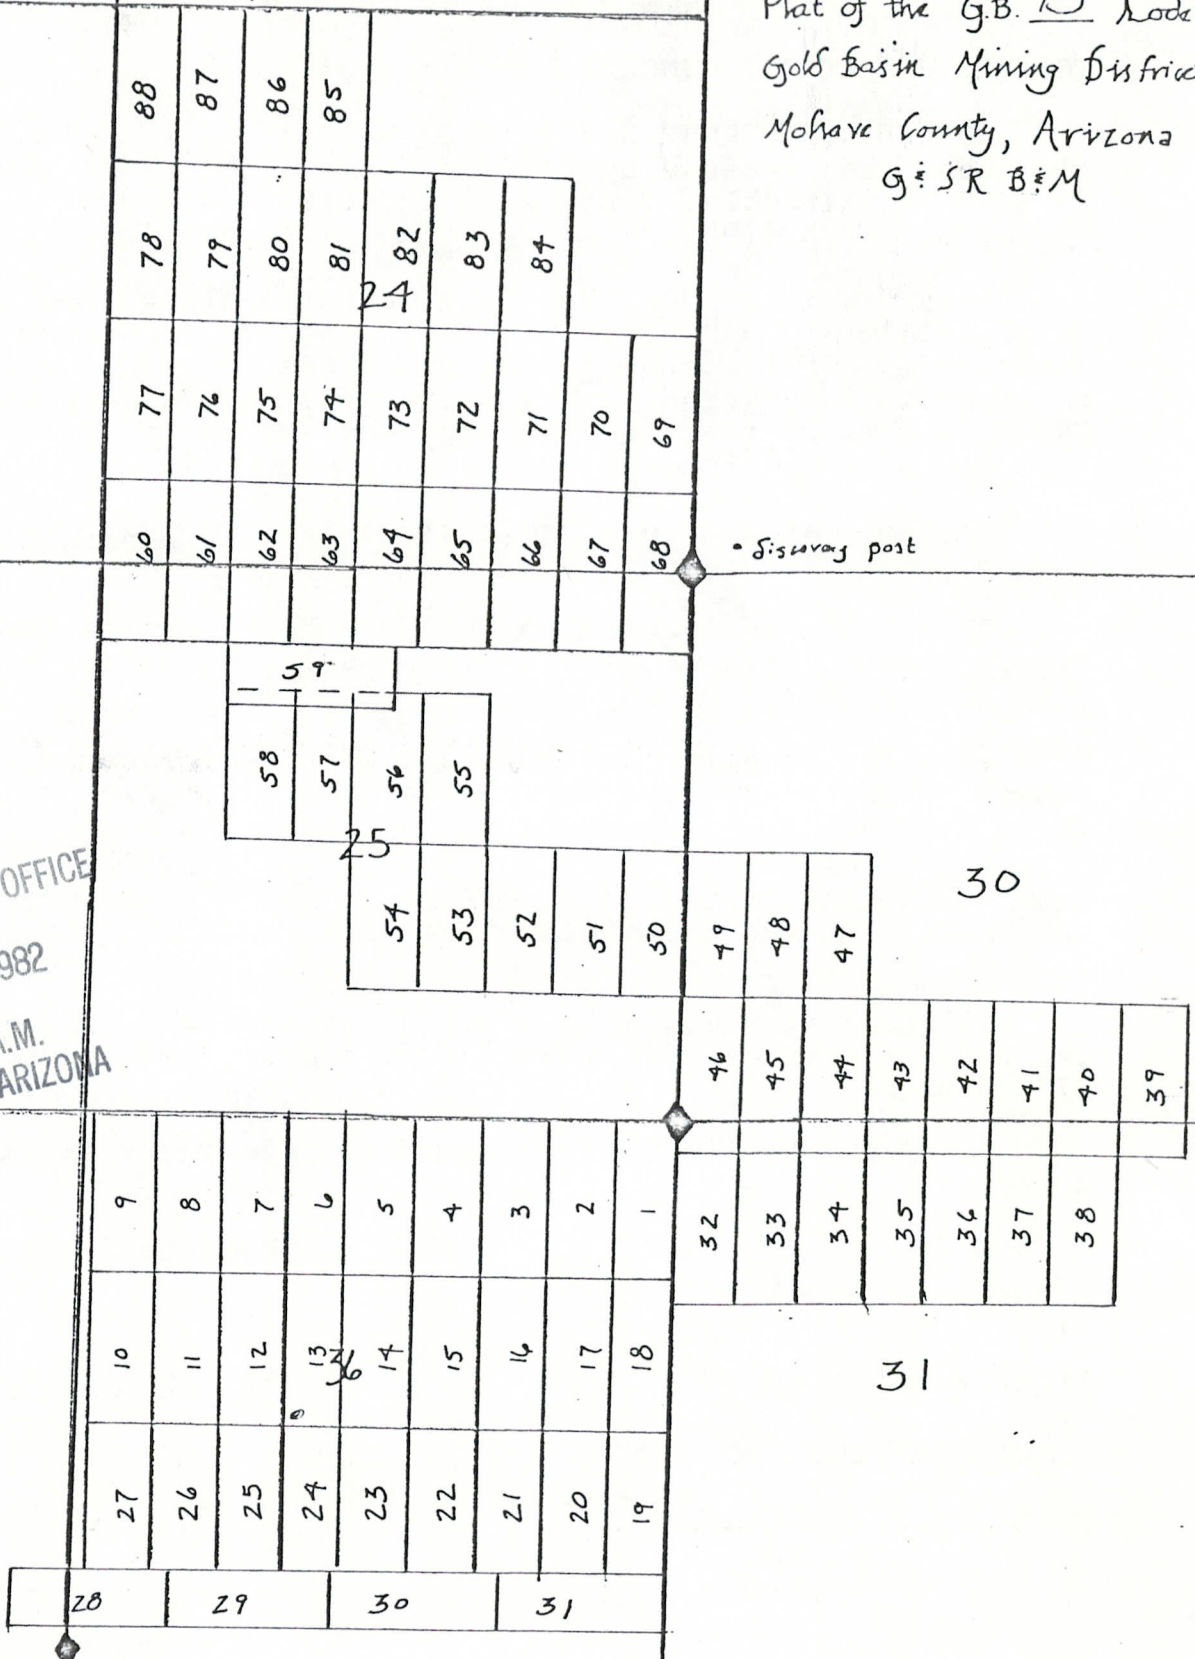 Plat of the G.B. 13 Lode
Gold Basin Mining Distric
Mohave County, Arizona
G & SR B & M
88 87 86 85
78 79 80 81 82 83 84
24
77 76 75 74 73 72 71 70 69
60 61 62 63 64 65 66 67 68
• discovery post
59
58 57 56 55
25
30
OFFICE
54 53 52 51 50 49 48 47
982
.M.
ARIZONA
46 45 44 43 42 41 40 39
9 8 7 6 5 4 3 2 1
32 33 34 35 36 37 38
10 11 12 13 14 15 16 17 18
36
31
27 26 25 24 23 22 21 20 19
28 29 30 31